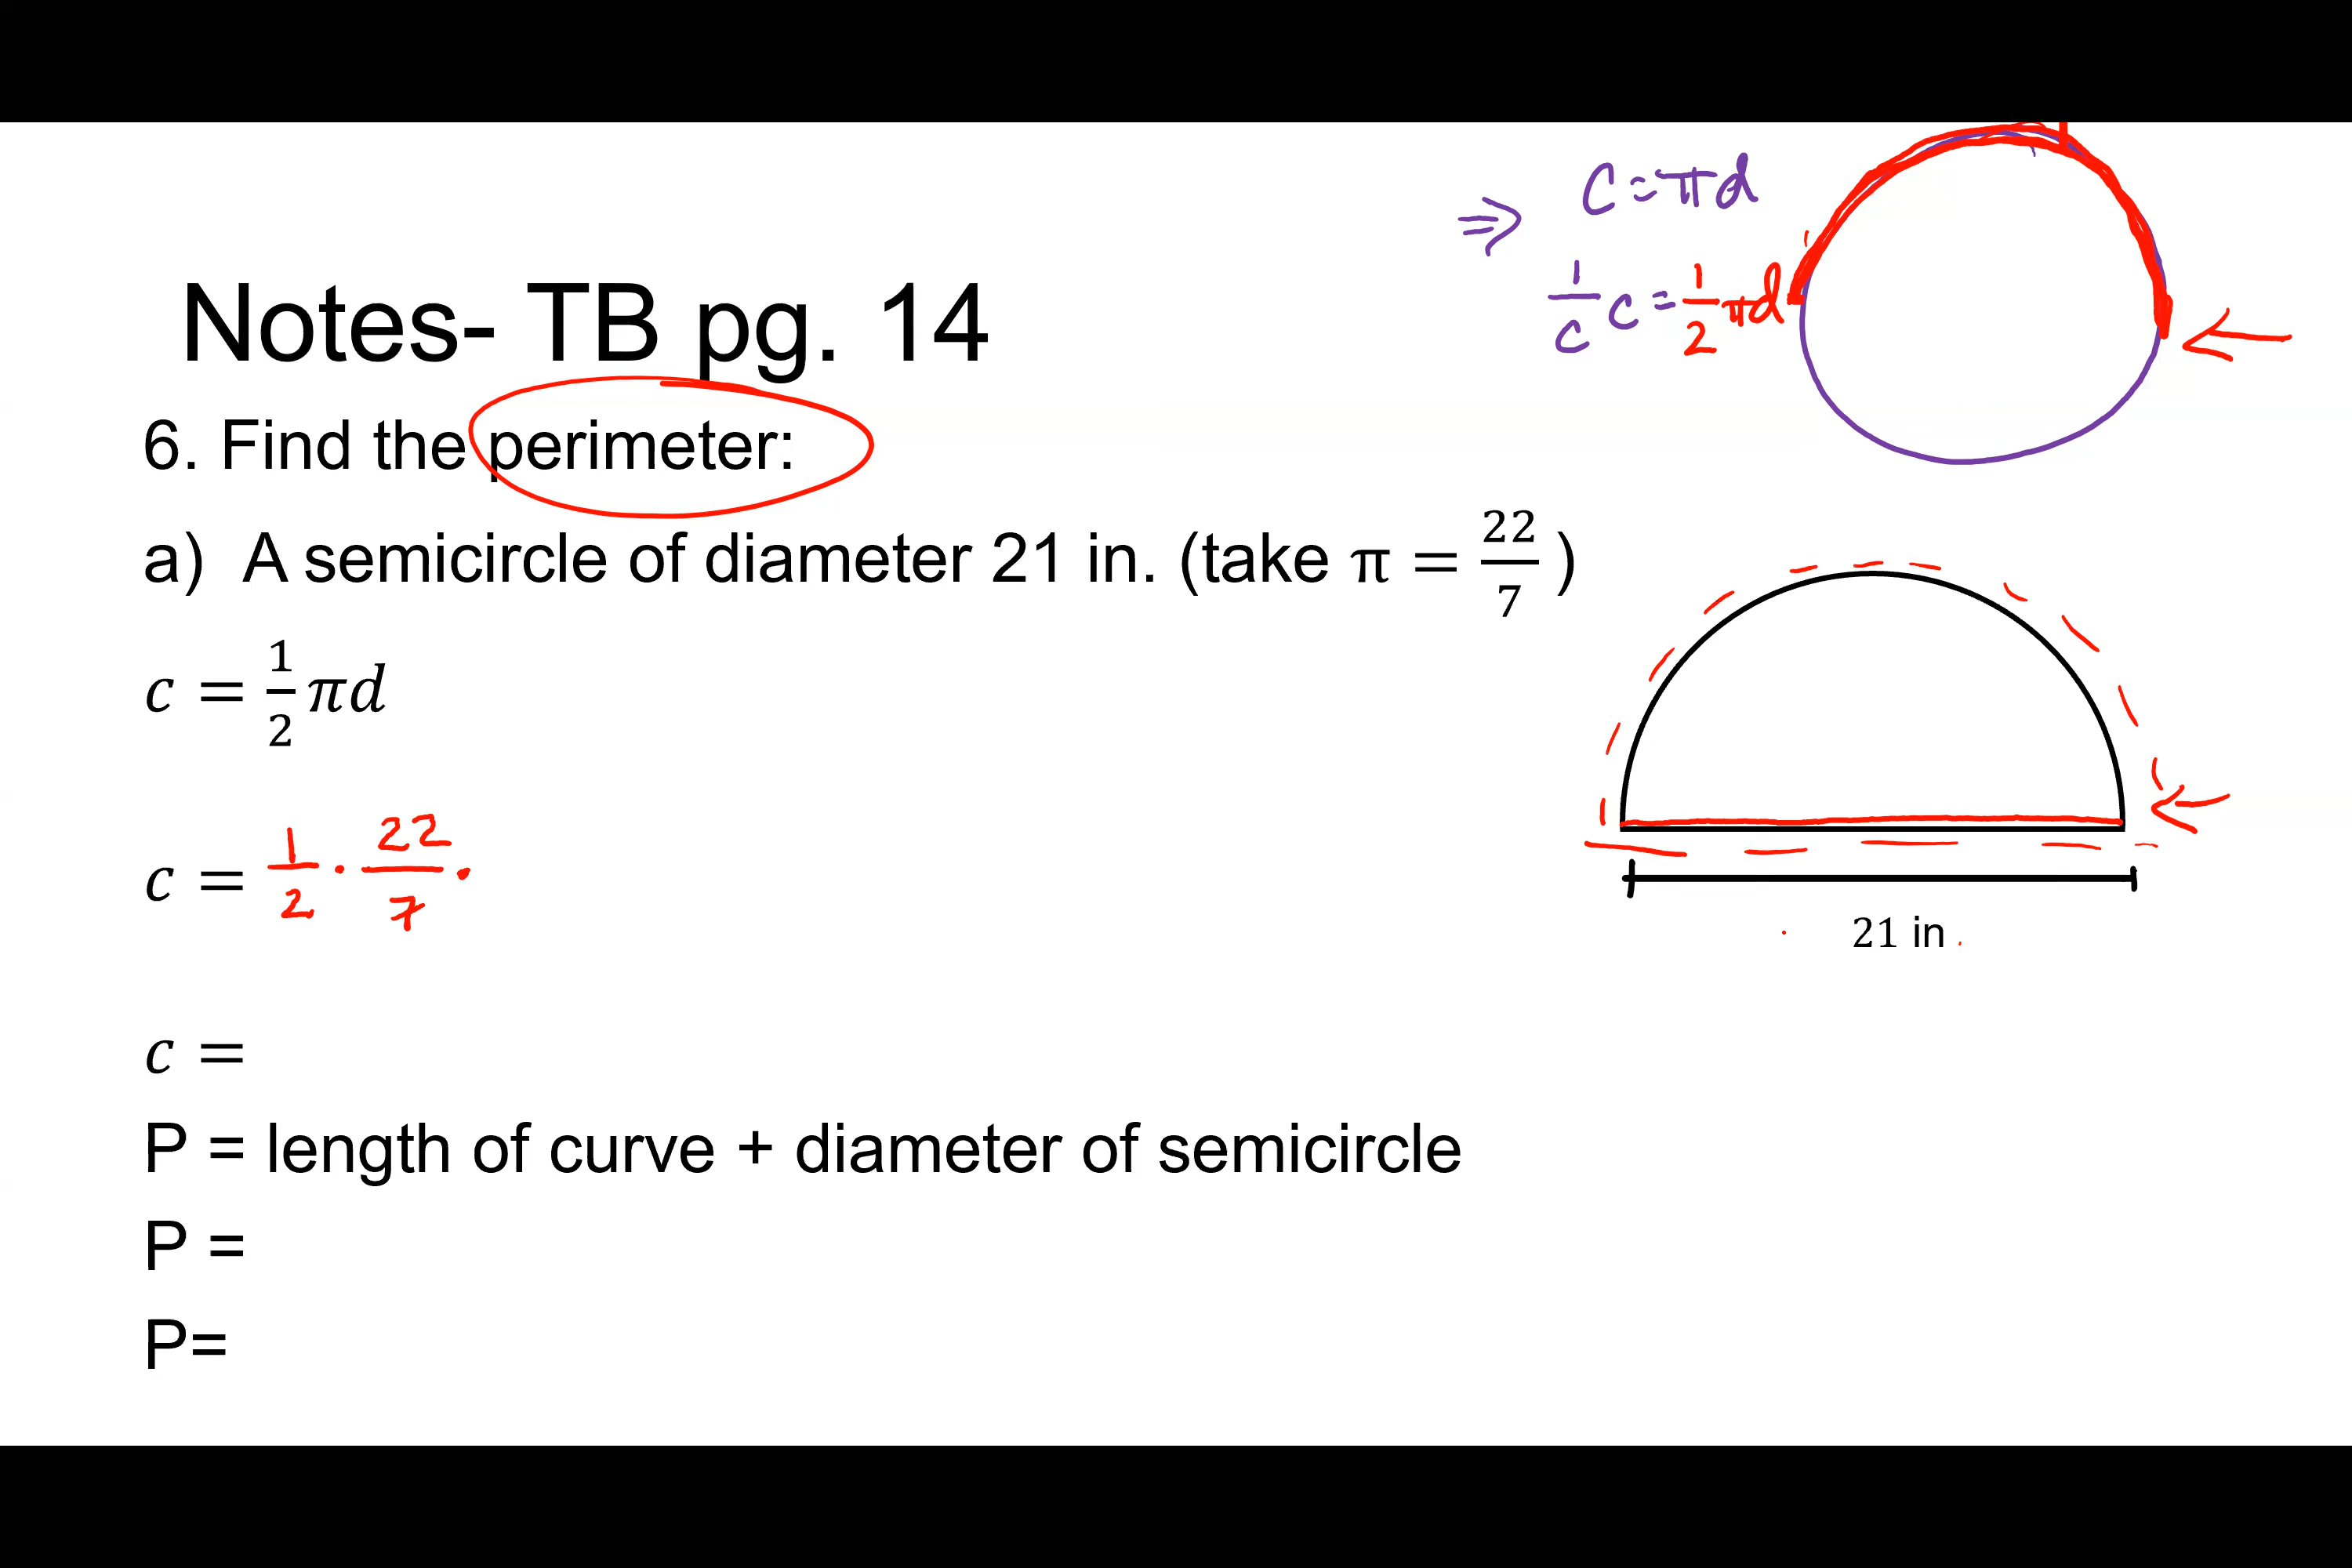 ⇒ C = πd
1/c c = 1/2 πd
Notes- TB pg. 14
6. Find the perimeter:
a) A semicircle of diameter 21 in. (take π = 22/7)
c = 1/2 πd
c = 1/2 · 22/7 ·
21 in
c =
P = length of curve + diameter of semicircle
P =
P=